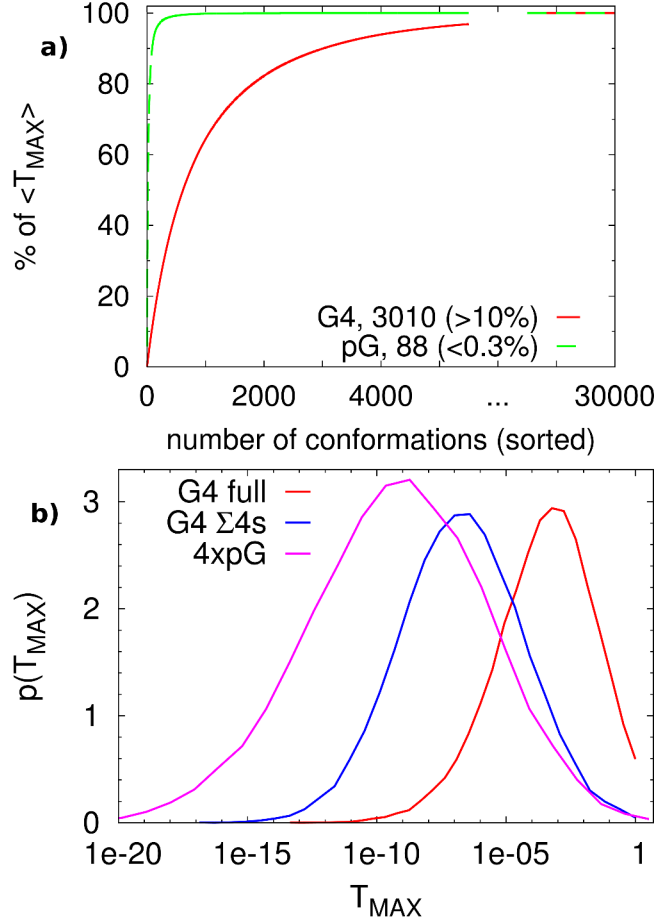 a)
% of <T_MAX>
100
80
60
40
20
0
G4, 3010 (>10%)
pG, 88 (<0.3%)
0 2000 4000 ... 30000
number of conformations (sorted)
b)
p(T_MAX)
3
2
1
0
G4 full
G4 Σ4s
4xpG
1e-20 1e-15 1e-10 1e-05 1
T_MAX